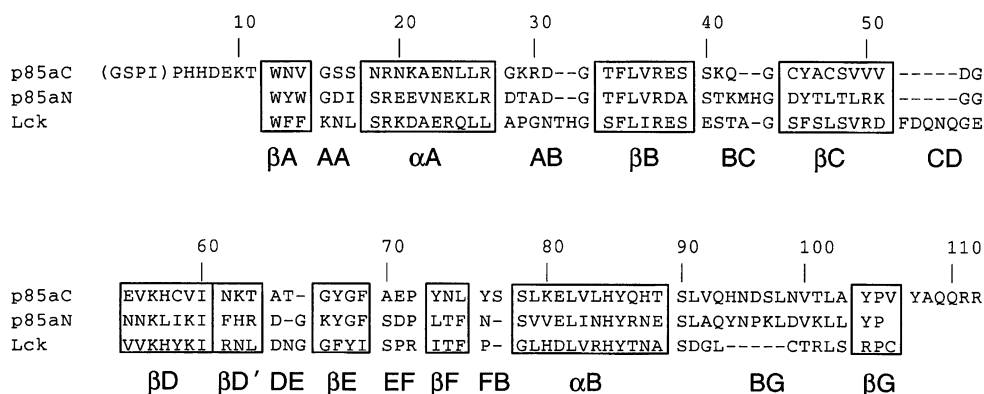 10 20 30 40 50
p85aC (GSPI)PHHDEKT WNV GSS NRNKAENLLR GKRD--G TFLVRES SKQ--G CYACSVVV -----DG
p85aN WYW GDI SREEVNEKLR DTAD--G TFLVRDA STKMHG DYTLTLRK -----GG
Lck WFF KNL SRKDAERQLL APGNTHG SFLIRES ESTA-G SFSLSVRD FDQNQGE
βA AA αA AB βB BC βC CD
60 70 80 90 100 110
p85aC EVKHCVI NKT AT- GYGF AEP YNL YS SLKELVLHYQHT SLVQHNDSLNVTLA YPV YAQQRR
p85aN NNKLIKI FHR D-G KYGF SDP LTF N- SVVELINHYRNE SLAQYNPKLDVKLL YP
Lck VVKHYKI RNL DNG GFYI SPR ITF P- GLHDLVRHYTNA SDGL-----CTRLS RPC
βD βD′ DE βE EF βF FB αB BG βG